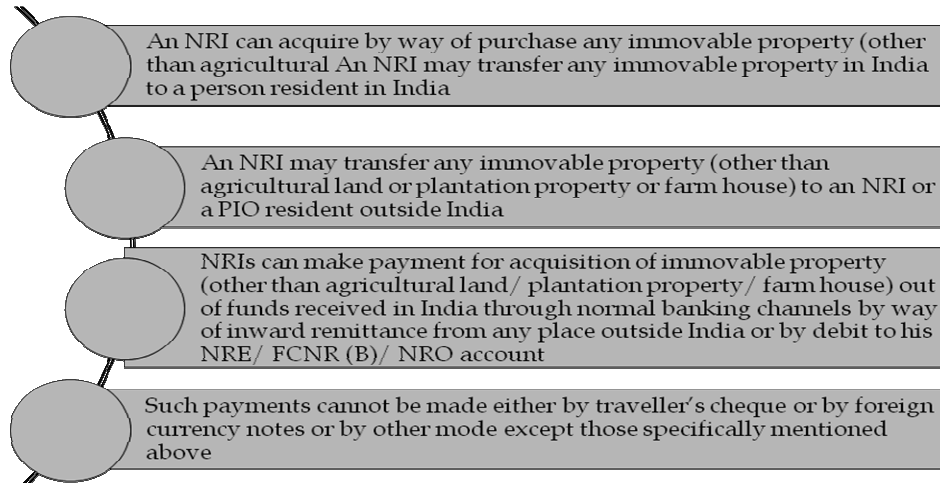 An NRI can acquire by way of purchase any immovable property (other
than agricultural An NRI may transfer any immovable property in India
to a person resident in India
An NRI may transfer any immovable property (other than
agricultural land or plantation property or farm house) to an NRI or
a PIO resident outside India
NRIs can make payment for acquisition of immovable property
(other than agricultural land/ plantation property/ farm house) out
of funds received in India through normal banking channels by way
of inward remittance from any place outside India or by debit to his
NRE/ FCNR (B)/ NRO account
Such payments cannot be made either by traveller's cheque or by foreign
currency notes or by other mode except those specifically mentioned
above